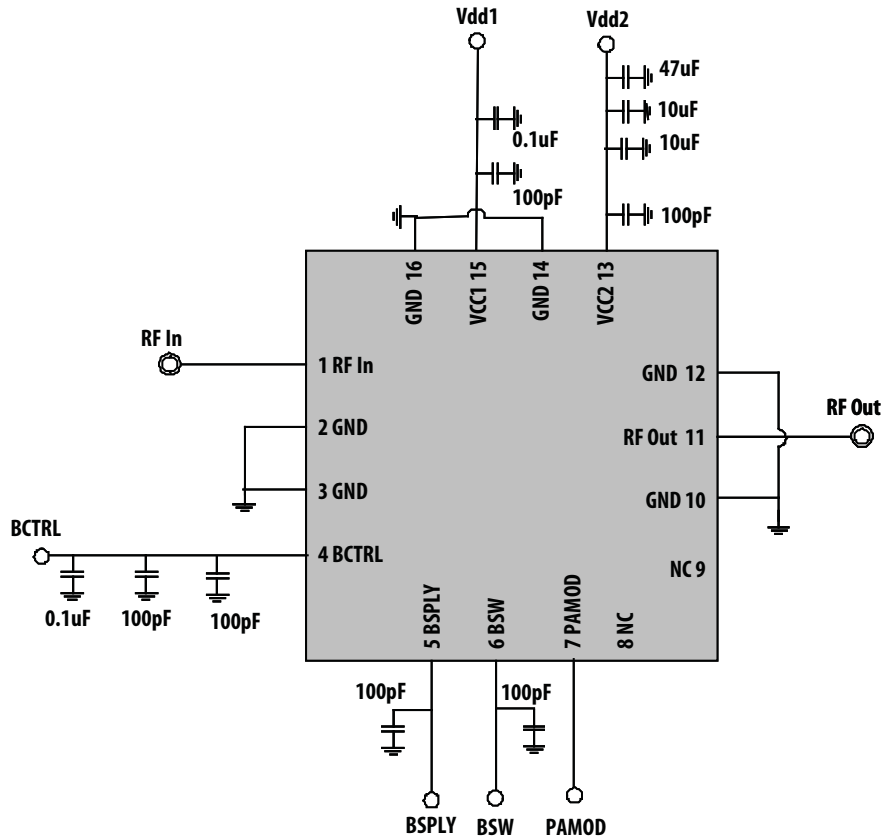 Vdd1
Vdd2
47uF
10uF
0.1uF
10uF
100pF
100pF
GND 16
VCC1 15
GND 14
VCC2 13
RF In
1 RF In
GND 12
RF Out
2 GND
RF Out 11
3 GND
GND 10
BCTRL
4 BCTRL
NC 9
0.1uF
100pF
100pF
5 BSPLY
6 BSW
7 PAMOD
8 NC
100pF
100pF
BSPLY
BSW
PAMOD